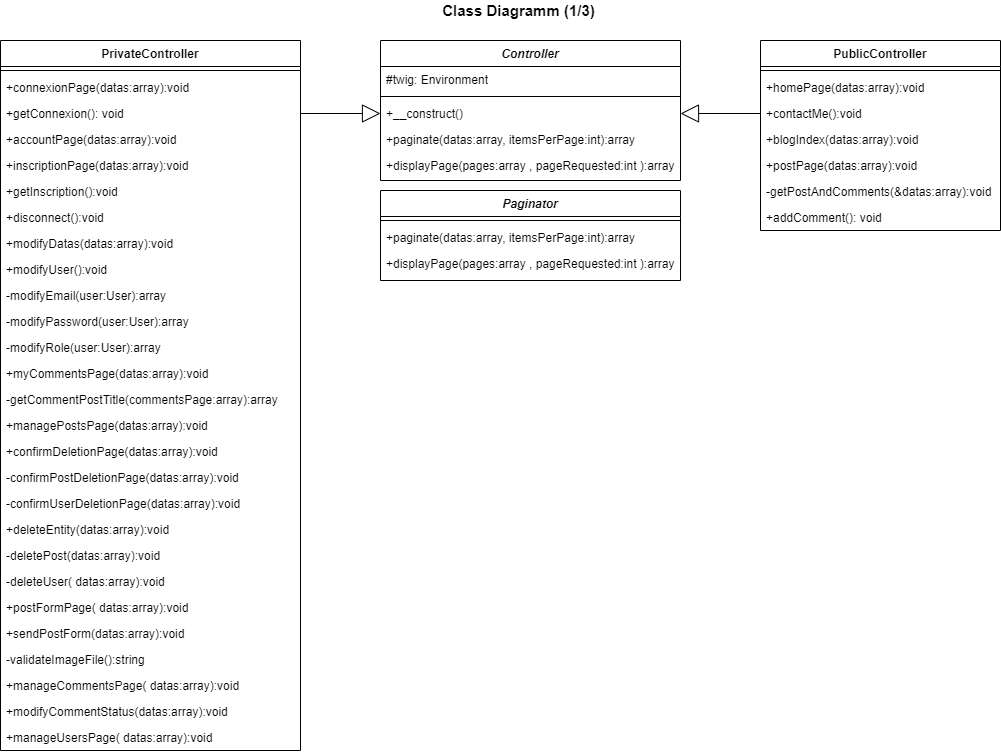 Class Diagramm (1/3)
PrivateController
+connexionPage(datas:array):void
+getConnexion(): void
+accountPage(datas:array):void
+inscriptionPage(datas:array):void
+getInscription():void
+disconnect():void
+modifyDatas(datas:array):void
+modifyUser():void
-modifyEmail(user:User):array
-modifyPassword(user:User):array
-modifyRole(user:User):array
+myCommentsPage(datas:array):void
-getCommentPostTitle(commentsPage:array):array
+managePostsPage(datas:array):void
+confirmDeletionPage(datas:array):void
-confirmPostDeletionPage(datas:array):void
-confirmUserDeletionPage(datas:array):void
+deleteEntity(datas:array):void
-deletePost(datas:array):void
-deleteUser( datas:array):void
+postFormPage( datas:array):void
+sendPostForm(datas:array):void
-validateImageFile():string
+manageCommentsPage( datas:array):void
+modifyCommentStatus(datas:array):void
+manageUsersPage( datas:array):void
Controller
#twig: Environment
+__construct()
+paginate(datas:array, itemsPerPage:int):array
+displayPage(pages:array , pageRequested:int ):array
Paginator
+paginate(datas:array, itemsPerPage:int):array
+displayPage(pages:array , pageRequested:int ):array
PublicController
+homePage(datas:array):void
+contactMe():void
+blogIndex(datas:array):void
+postPage(datas:array):void
-getPostAndComments(&datas:array):void
+addComment(): void